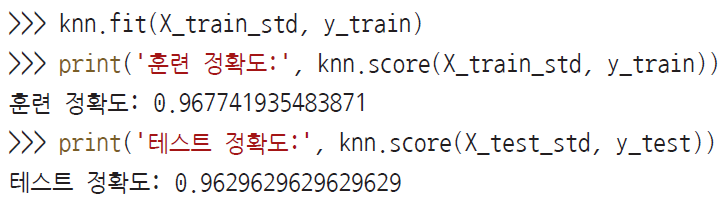 >>> knn.fit(X_train_std, y_train)
>>> print('훈련 정확도:', knn.score(X_train_std, y_train))
훈련 정확도: 0.967741935483871
>>> print('테스트 정확도:', knn.score(X_test_std, y_test))
테스트 정확도: 0.9629629629629629